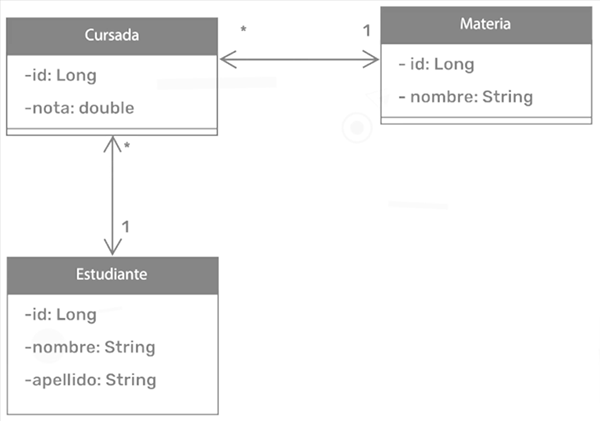 Cursada
-id: Long
-nota: double
* 1
Materia
- id: Long
- nombre: String
*
1
Estudiante
-id: Long
-nombre: String
-apellido: String